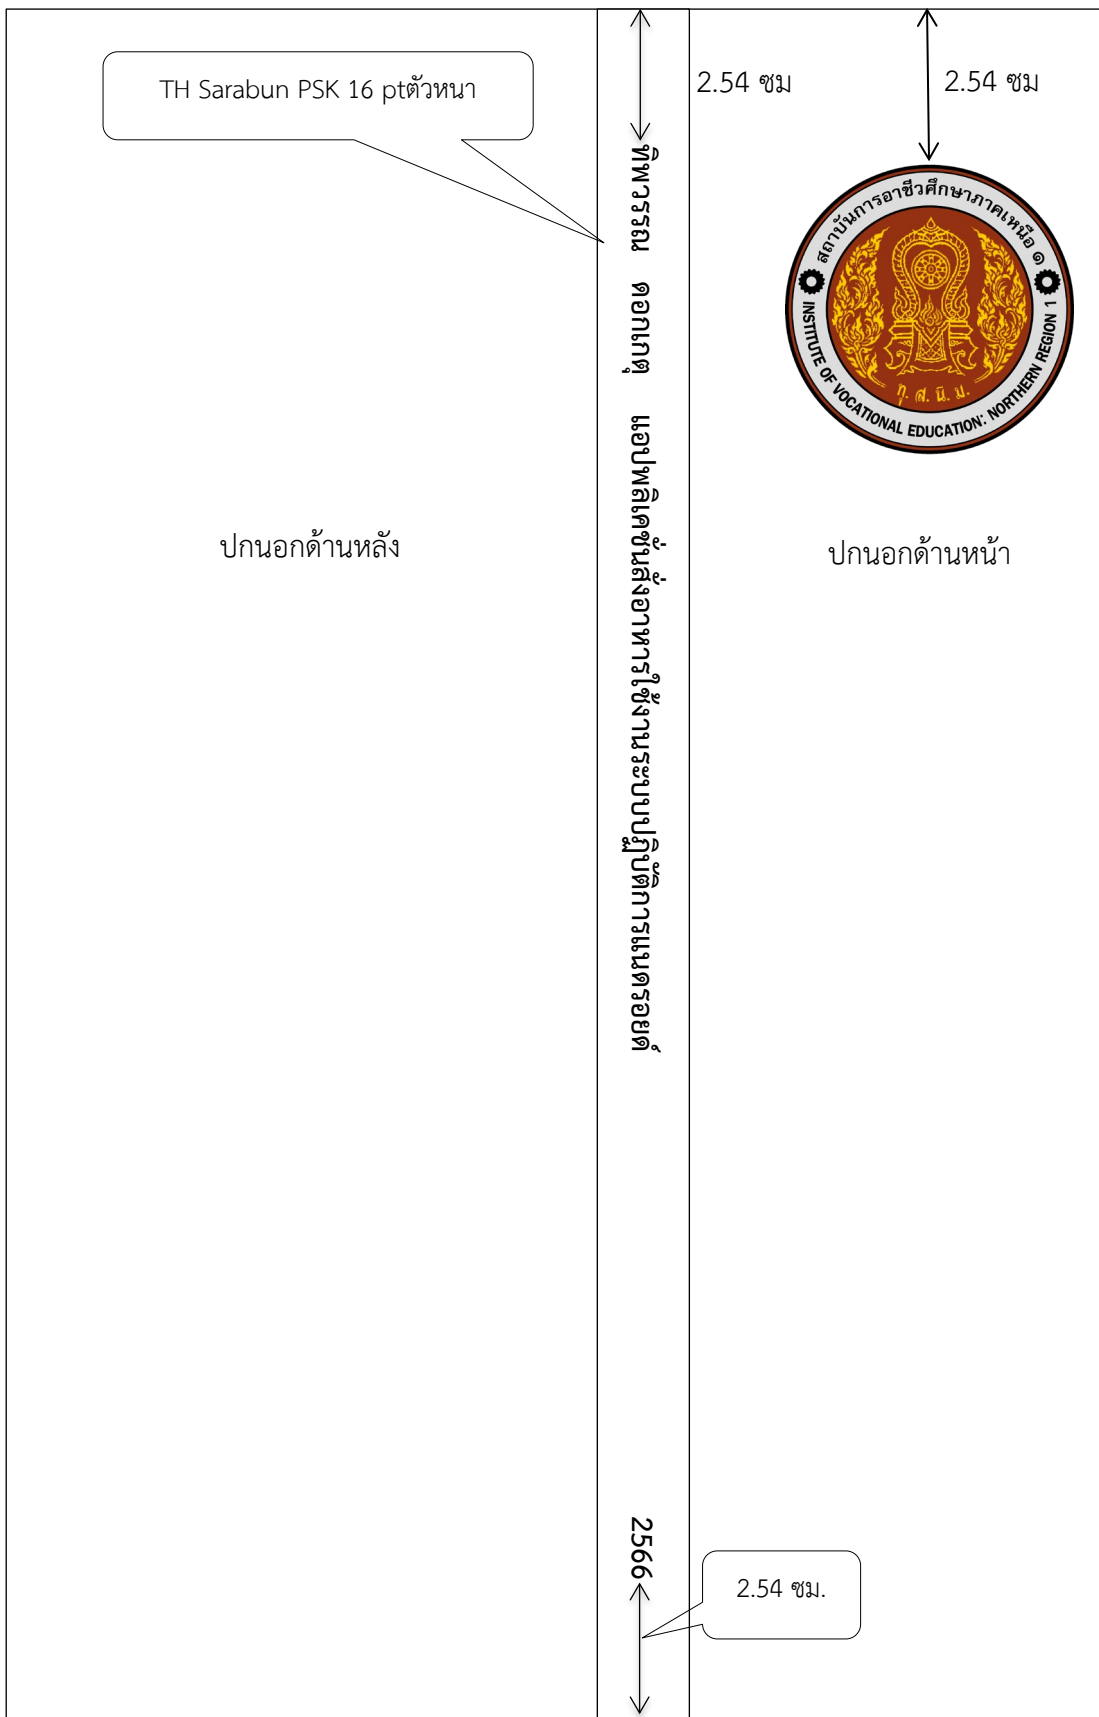 TH Sarabun PSK 16 ptตัวหนา
2.54 ซม
2.54 ซม
สถาบันการอาชีวศึกษาภาคเหนือ ๑
INSTITUTE OF VOCATIONAL EDUCATION: NORTHERN REGION 1
ทุ. ส. นิ. ม.
ทิพวรรณ ดอกเกตุ แอปพลิเคชั่นสั่งอาหารใช้งานระบบปฏิบัติการแนดรอยด์ 2566
ปกนอกด้านหลัง
ปกนอกด้านหน้า
2.54 ซม.